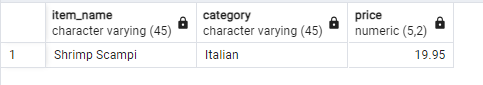 item_name category price
character varying (45) character varying (45) numeric (5,2)
1 Shrimp Scampi Italian 19.95